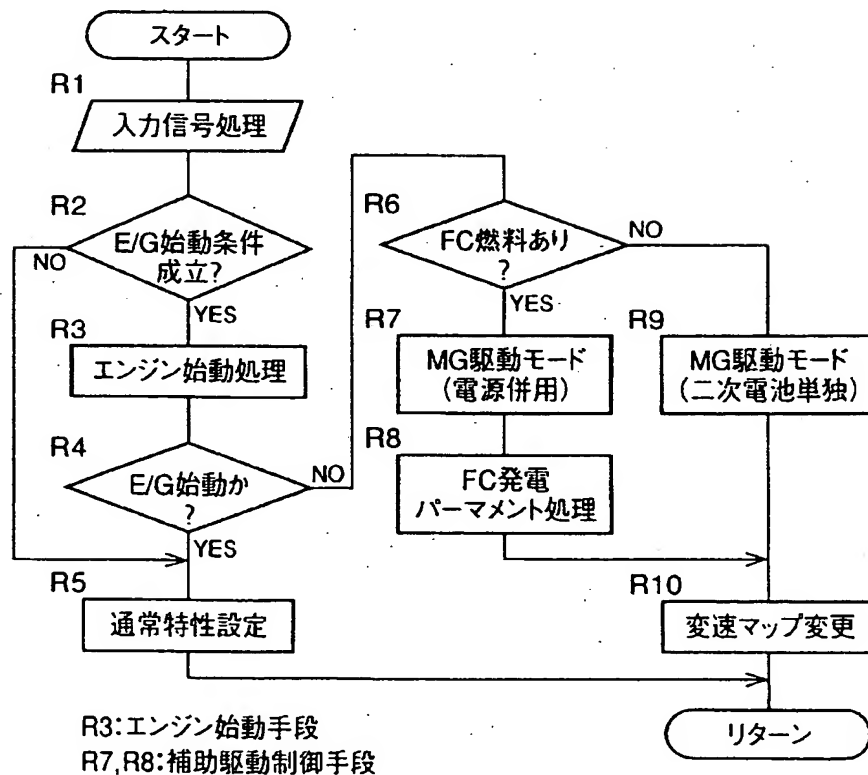 スタート
R1
入力信号処理
R2
E/G始動条件
成立?
NO
YES
R3
エンジン始動処理
R4
E/G始動か
?
NO
YES
R5
通常特性設定
R6
FC燃料あり
?
NO
YES
R7
MG駆動モード
(電源併用)
R8
FC発電
パーマメント処理
R9
MG駆動モード
(二次電池単独)
R10
変速マップ変更
リターン
R3:エンジン始動手段
R7,R8:補助駆動制御手段